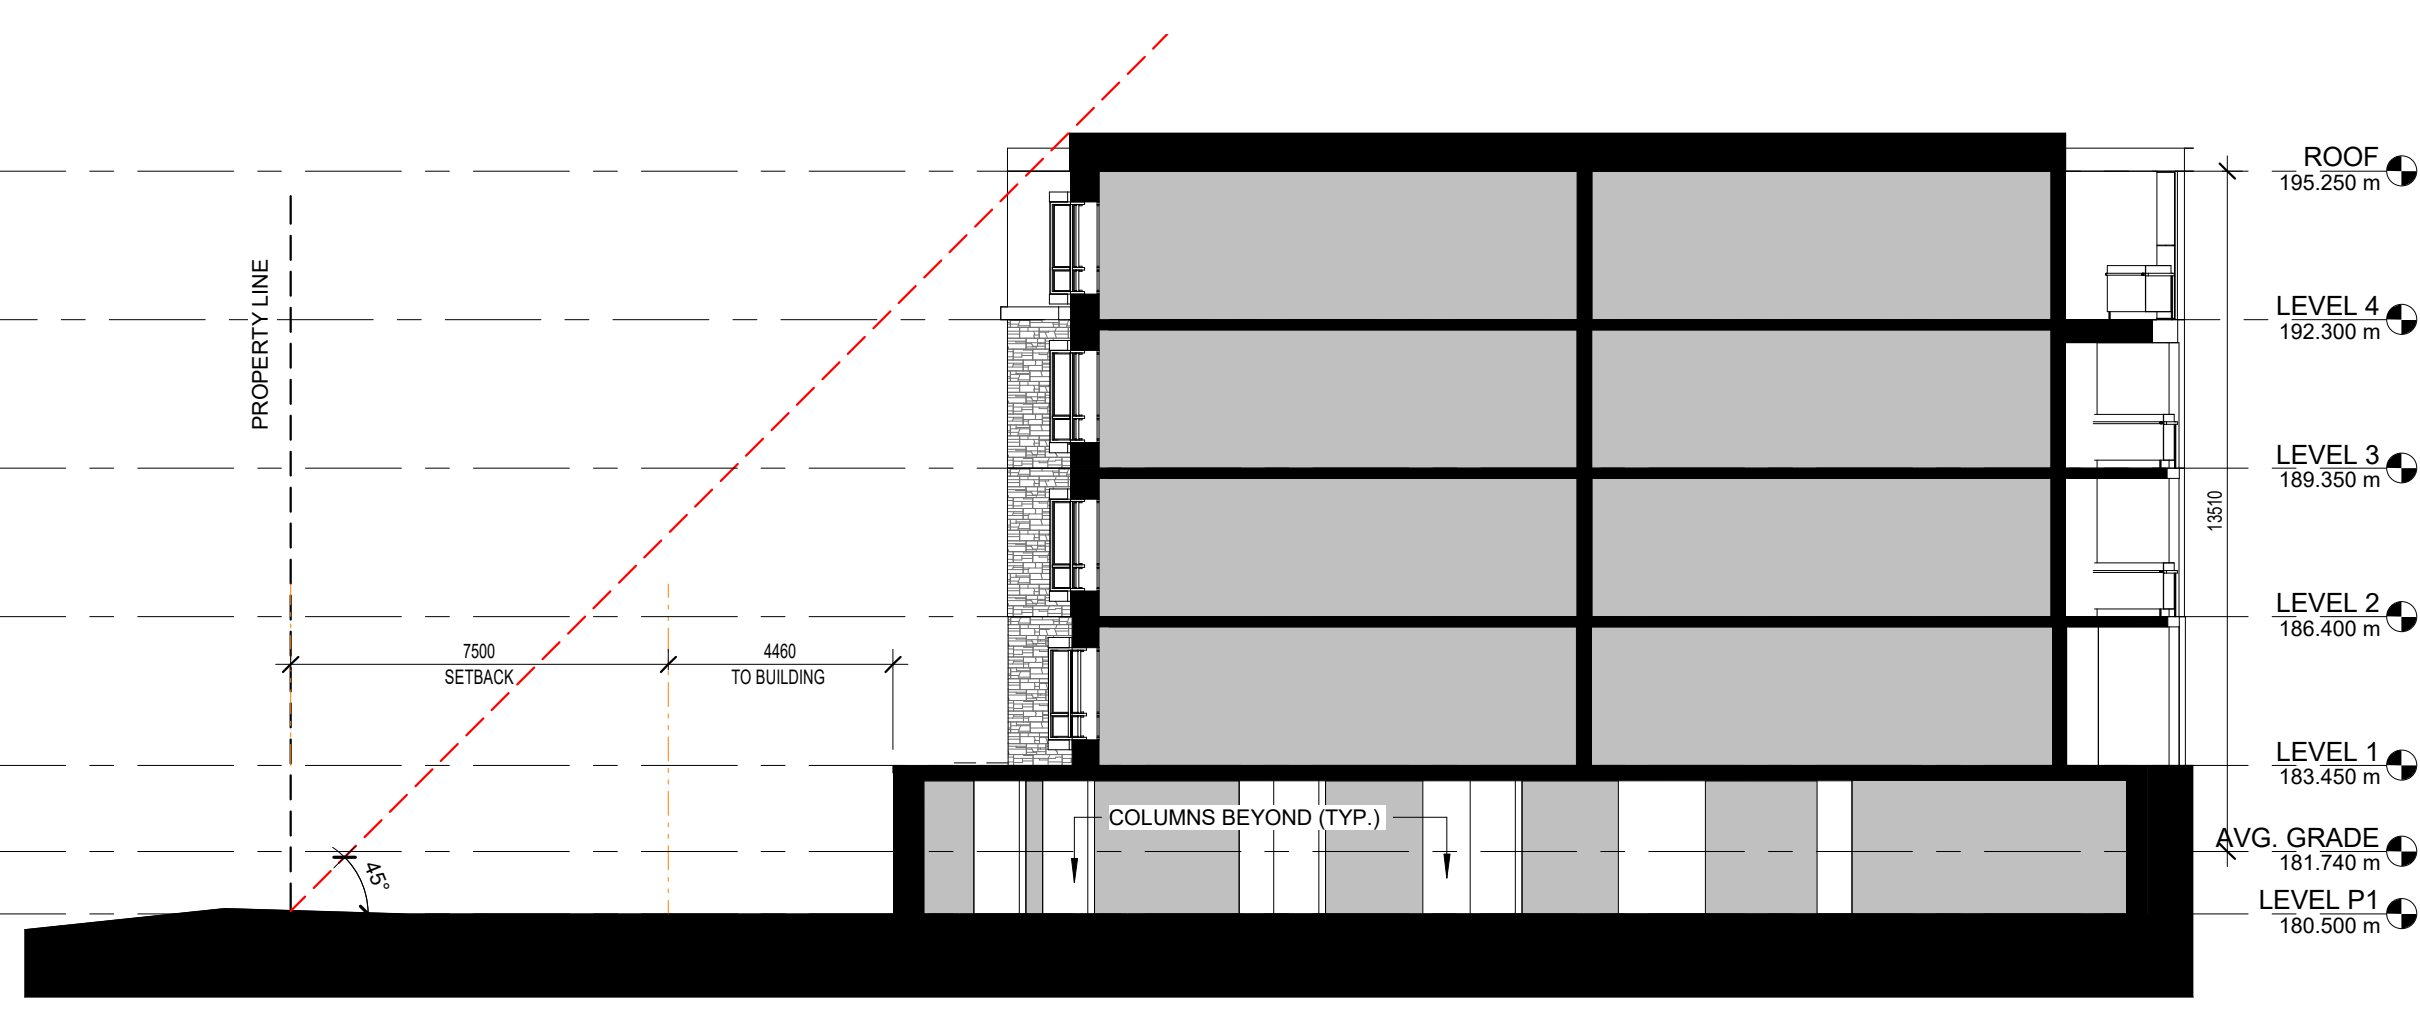 ROOF
195.250 m
PROPERTY LINE
LEVEL 4
192.300 m
LEVEL 3
189.350 m
13510
LEVEL 2
186.400 m
7500
SETBACK
4460
TO BUILDING
LEVEL 1
183.450 m
COLUMNS BEYOND (TYP.)
AVG. GRADE
181.740 m
45°
LEVEL P1
180.500 m